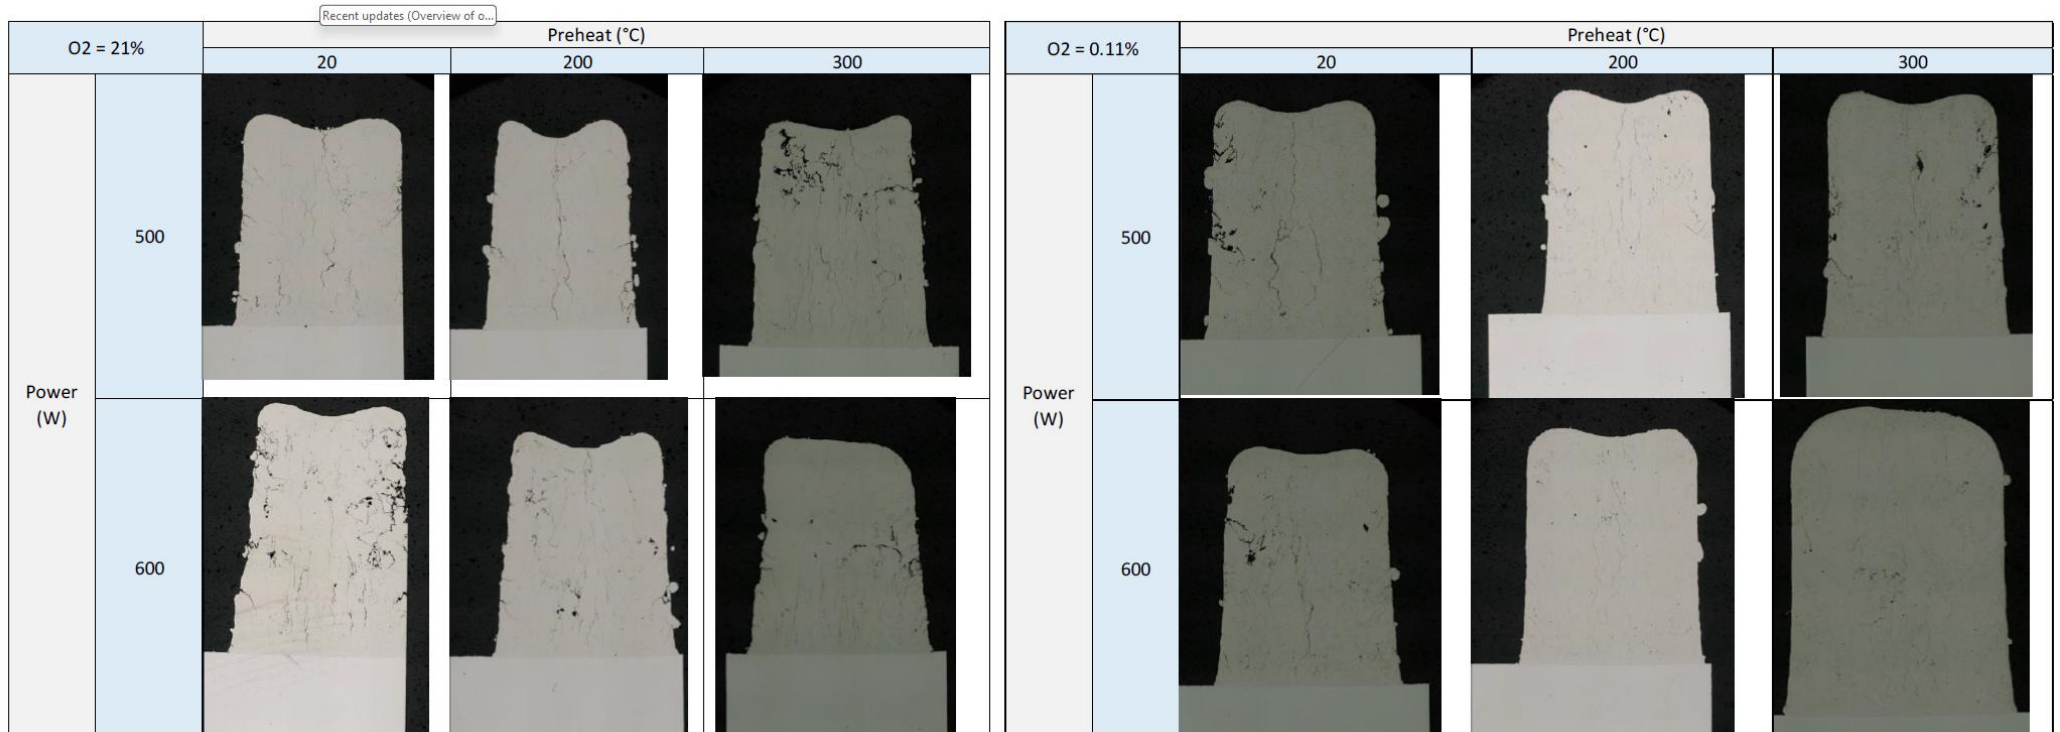 Recent updates (Overview of o...
O2 = 21%
Preheat (°C)
20
200
300
Power
(W)
500
600
O2 = 0.11%
Preheat (°C)
20
200
300
Power
(W)
500
600